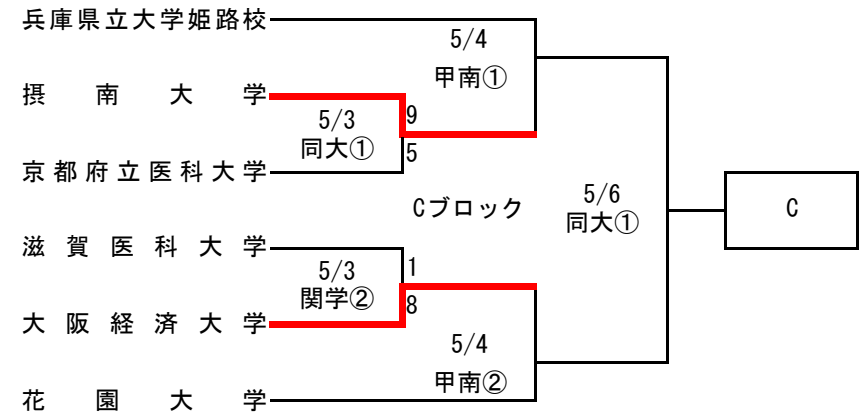 兵庫県立大学姫路校
5/4
甲南①
摂南大学
5/3
9
同大①
5
京都府立医科大学
Cブロック
5/6
同大①
C
滋賀医科大学
5/3
1
関学②
8
大阪経済大学
5/4
甲南②
花園大学